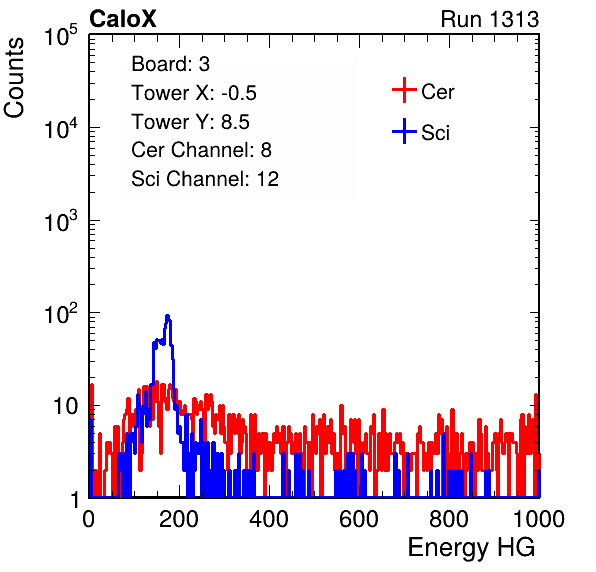 CaloX Run 1313
Counts
Board: 3
Tower X: -0.5
Tower Y: 8.5
Cer Channel: 8
Sci Channel: 12
Cer
Sci
10^5
10^4
10^3
10^2
10
1
0 200 400 600 800 1000
Energy HG